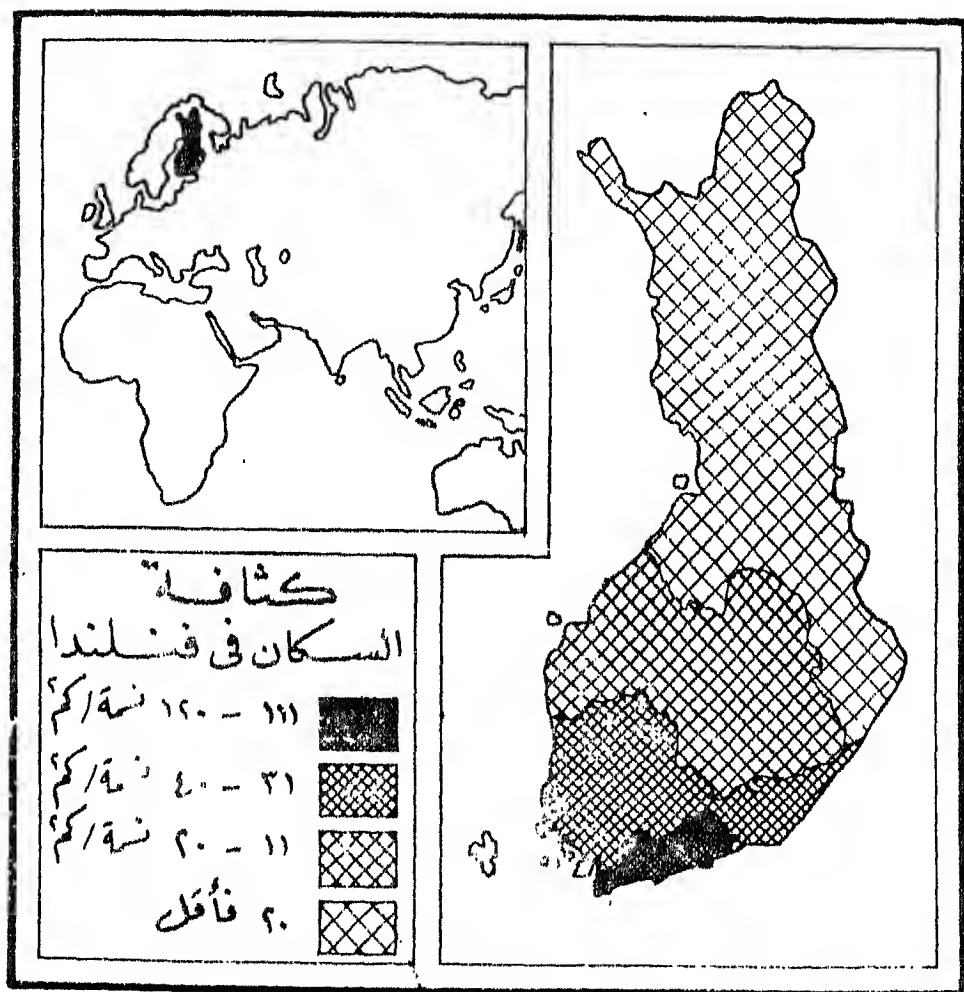 كثافة
السكان فى فنلندا
١١١ - ١٢٠ نسمة/كم٢
٣١ - ٤٠ نسمة/كم٢
١١ - ٢٠ نسمة/كم٢
٢٠ فأقل